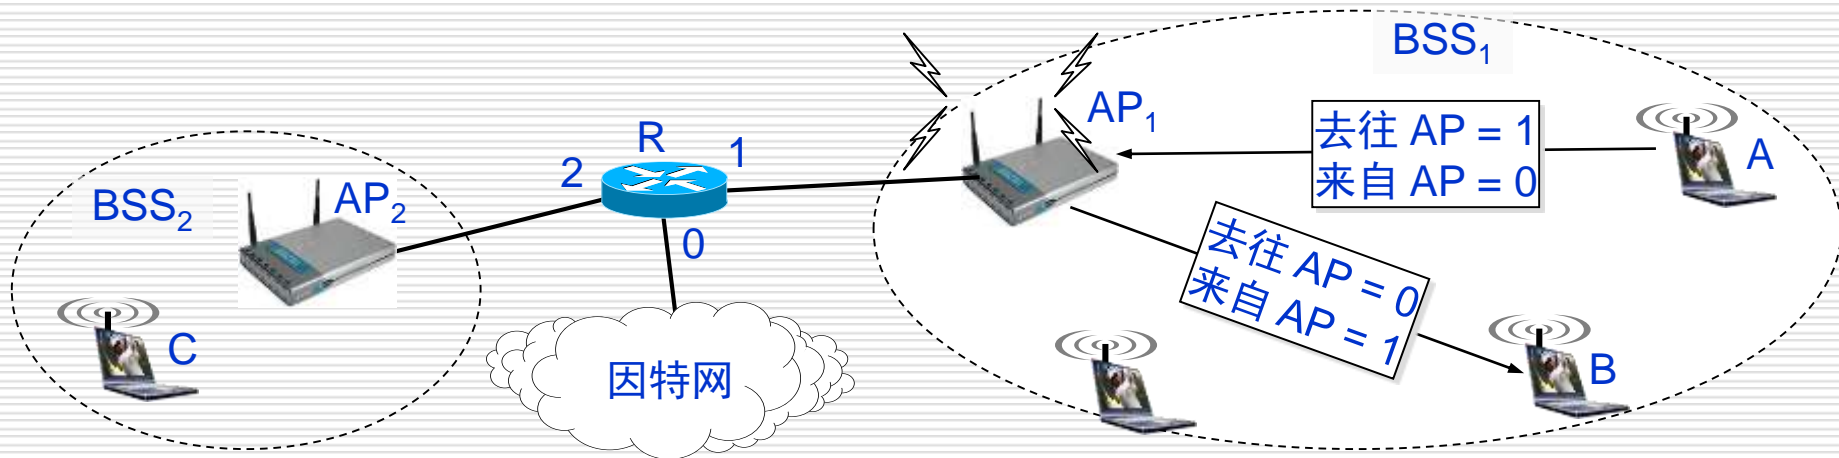 BSS₁
AP₁
去往 AP = 1
来自 AP = 0
A
R
1
2
0
BSS₂
AP₂
去往 AP = 0
来自 AP = 1
C
因特网
B